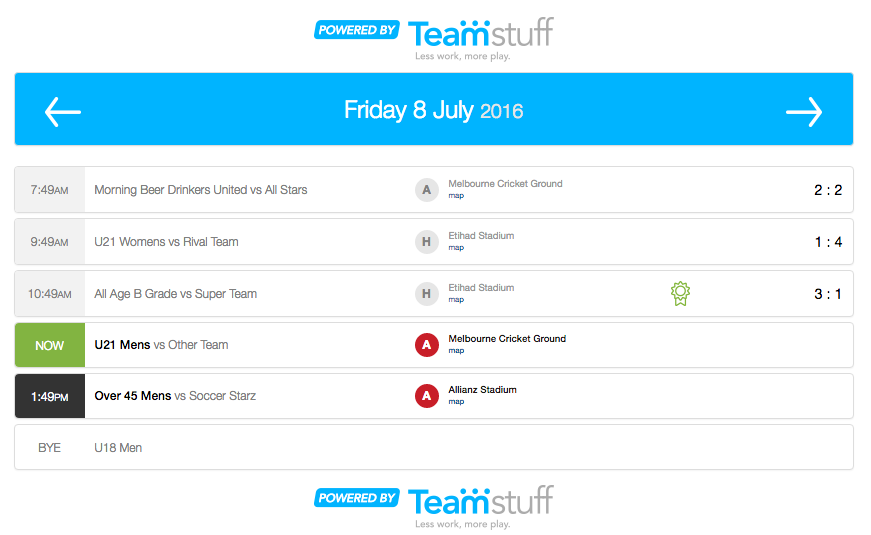 POWERED BY Teamstuff
Less work, more play.
Friday 8 July 2016
7:49AM Morning Beer Drinkers United vs All Stars A Melbourne Cricket Ground 2 : 2
map
9:49AM U21 Womens vs Rival Team H Etihad Stadium 1 : 4
map
10:49AM All Age B Grade vs Super Team H Etihad Stadium 3 : 1
map
NOW U21 Mens vs Other Team A Melbourne Cricket Ground
map
1:49PM Over 45 Mens vs Soccer Starz A Allianz Stadium
map
BYE U18 Men
POWERED BY Teamstuff
Less work, more play.